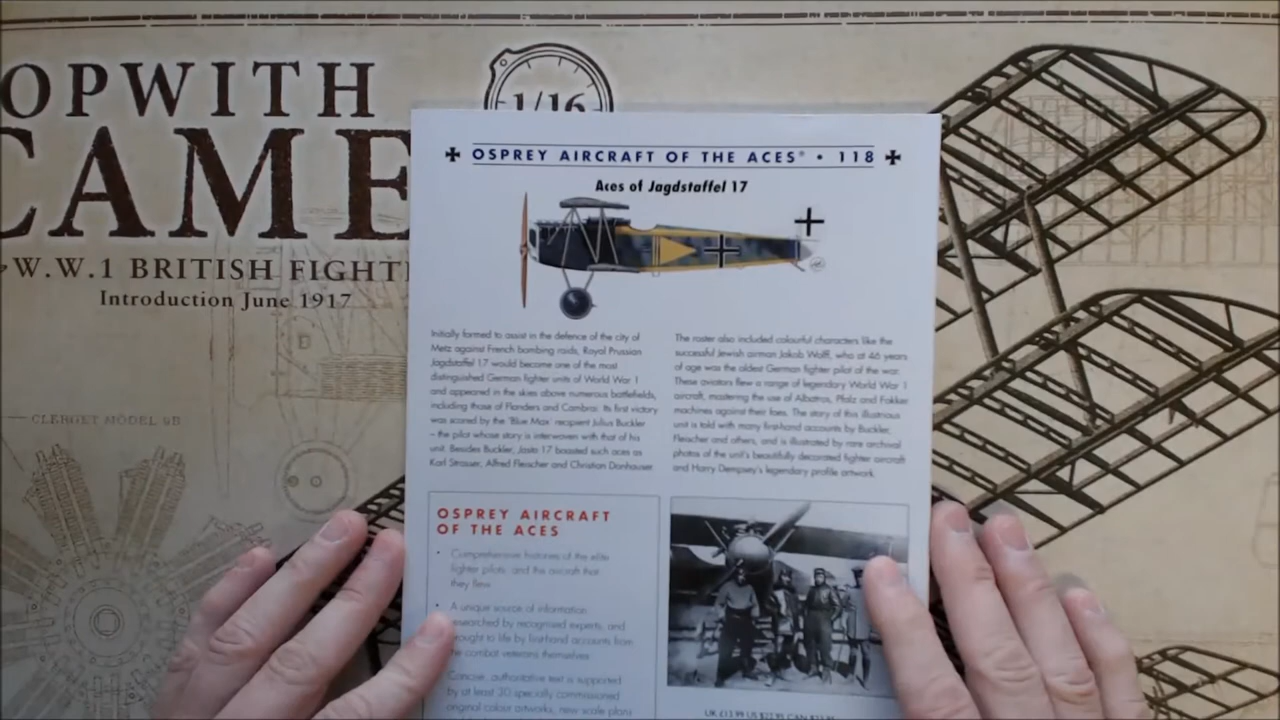 OPWITH
CAME
W.W.1 BRITISH FIGHT
Introduction June 1917
1/16
CLERGET MODEL 9B
OSPREY AIRCRAFT OF THE ACES® • 118
Aces of Jagdstaffel 17
Initially formed to assist in the defence of the city of
Metz against French bombing raids, Royal Prussian
Jagdstaffel 17 would become one of the most
distinguished German fighter units of World War 1
and appeared in the skies above numerous battlefields,
including those of Flanders and Cambrai. Its first victory
was scored by the 'Blue Max' recipient Julius Buckler
– the pilot whose story is interwoven with that of his
unit. Besides Buckler, Jasta 17 boasted such aces as
Karl Strasser, Alfred Fleischer and Christian Donhauser.
The roster also included colourful characters like the
successful Jewish airman Jakob Wolff, who at 46 years
of age was the oldest German fighter pilot of the war.
These aviators flew a range of legendary World War 1
aircraft, mastering the use of Albatros, Pfalz and Fokker
machines against their foes. The story of this illustrious
unit is told with many first-hand accounts by Buckler,
Fleischer and others, and is illustrated by rare archival
photos of the unit's beautifully decorated fighter aircraft
and Harry Dempsey's legendary profile artwork.
OSPREY AIRCRAFT
OF THE ACES
• Comprehensive histories of the elite
fighter pilots and the aircraft that
they flew
• A unique source of information,
researched by recognised experts, and
brought to life by first-hand accounts from
the combat veterans themselves
Concise, authoritative text is supported
by at least 30 specially commissioned
original colour artworks, new scale plans
UK £13.99 US $22.95 CAN